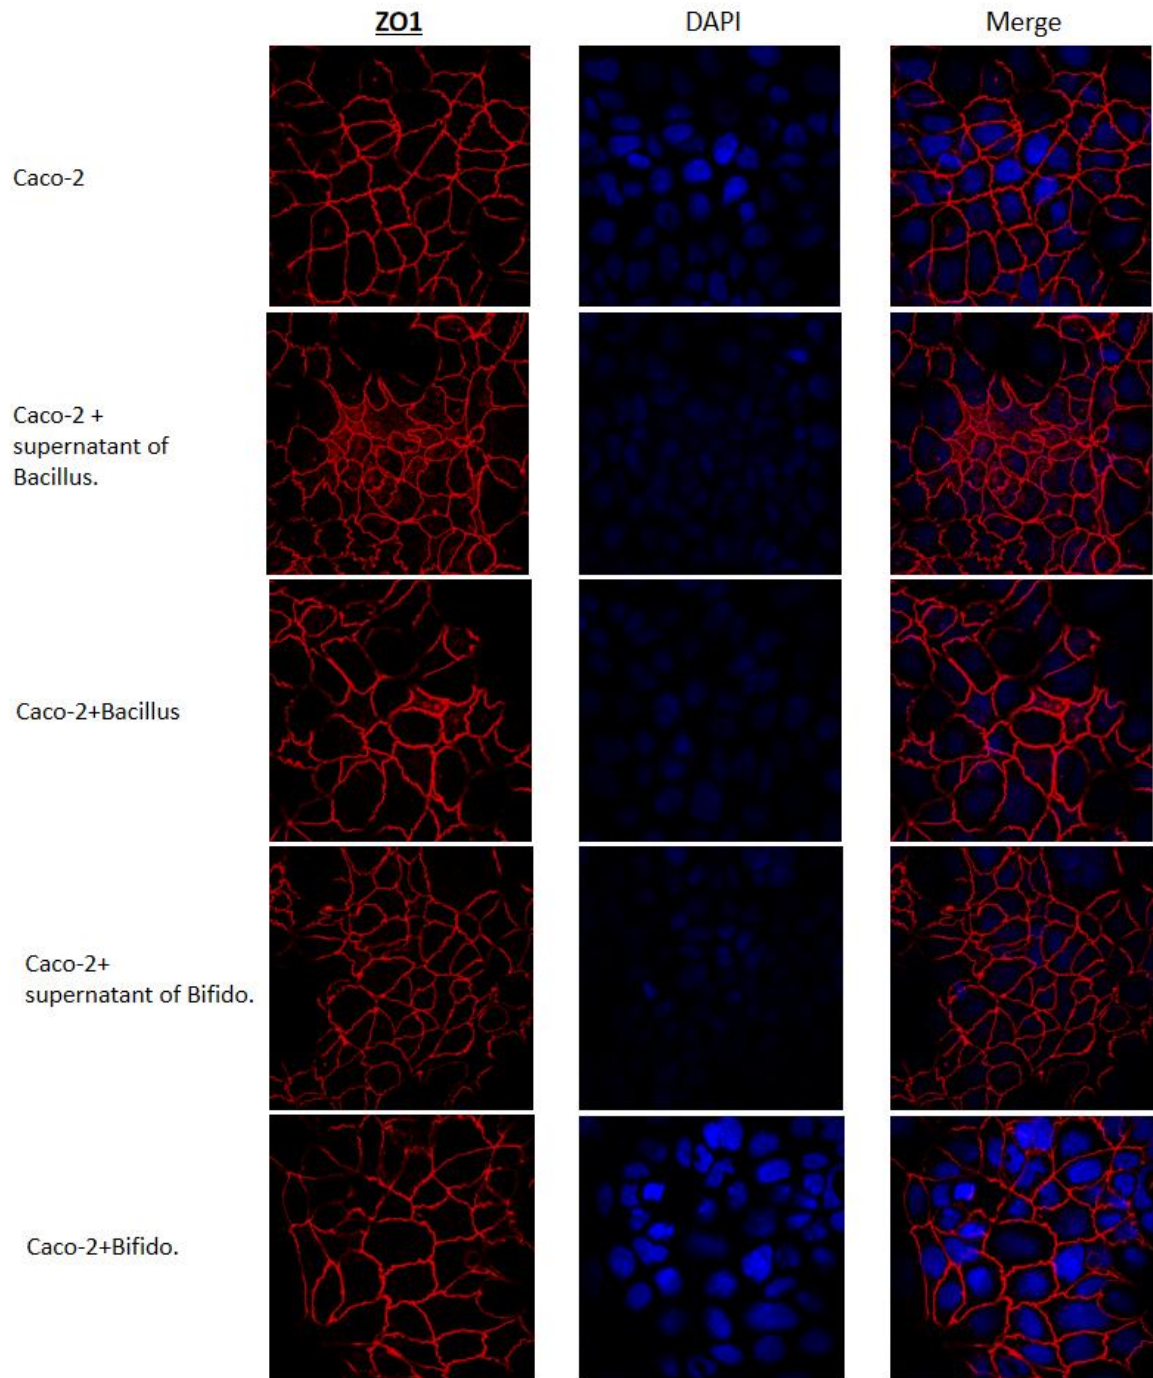 ZO1 DAPI Merge
Caco-2
Caco-2 +
supernatant of
Bacillus.
Caco-2+Bacillus
Caco-2+
supernatant of Bifido.
Caco-2+Bifido.